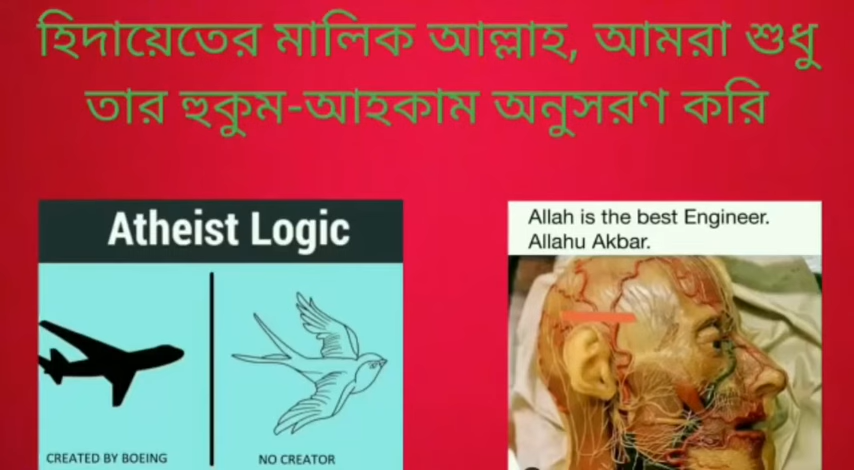 হিদায়েতের মালিক আল্লাহ, আমরা শুধু
তার হুকুম-আহকাম অনুসরণ করি
Atheist Logic
CREATED BY BOEING
NO CREATOR
Allah is the best Engineer.
Allahu Akbar.